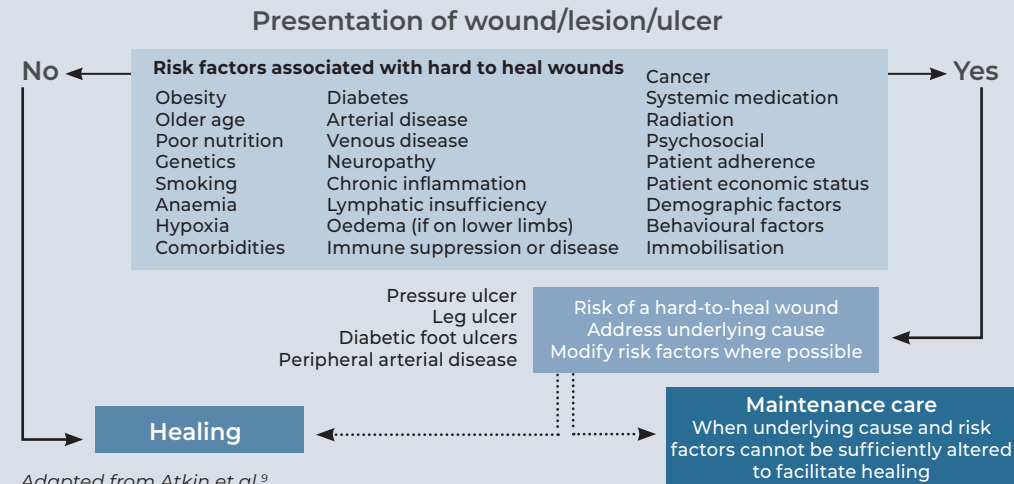 Presentation of wound/lesion/ulcer
No
Yes
Risk factors associated with hard to heal wounds
Obesity
Older age
Poor nutrition
Genetics
Smoking
Anaemia
Hypoxia
Comorbidities
Diabetes
Arterial disease
Venous disease
Neuropathy
Chronic inflammation
Lymphatic insufficiency
Oedema (if on lower limbs)
Immune suppression or disease
Cancer
Systemic medication
Radiation
Psychosocial
Patient adherence
Patient economic status
Demographic factors
Behavioural factors
Immobilisation
Pressure ulcer
Leg ulcer
Diabetic foot ulcers
Peripheral arterial disease
Risk of a hard-to-heal wound
Address underlying cause
Modify risk factors where possible
Healing
Maintenance care
When underlying cause and risk
factors cannot be sufficiently altered
to facilitate healing
Adapted from Atkin et al.⁹